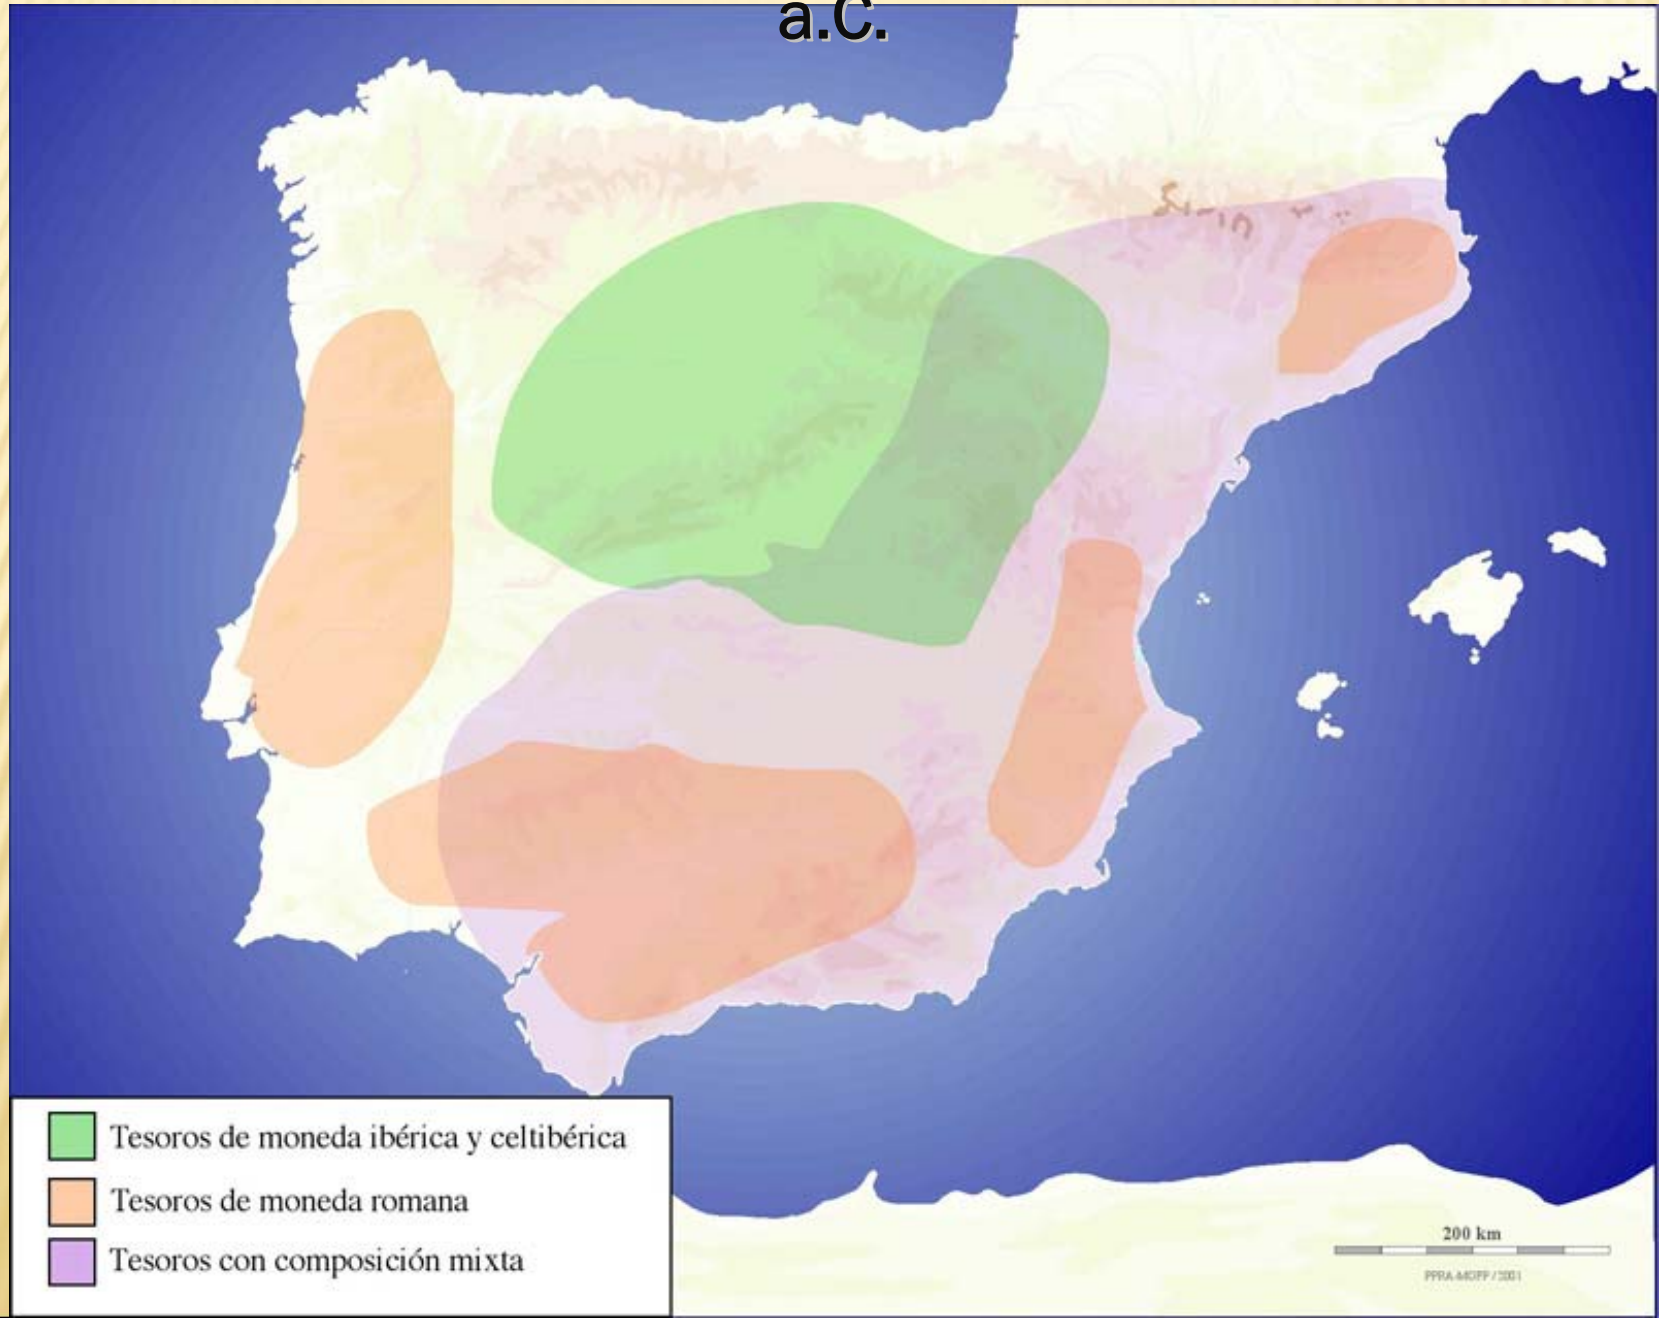 a.C.
Tesoros de moneda ibérica y celtibérica
Tesoros de moneda romana
Tesoros con composición mixta
200 km